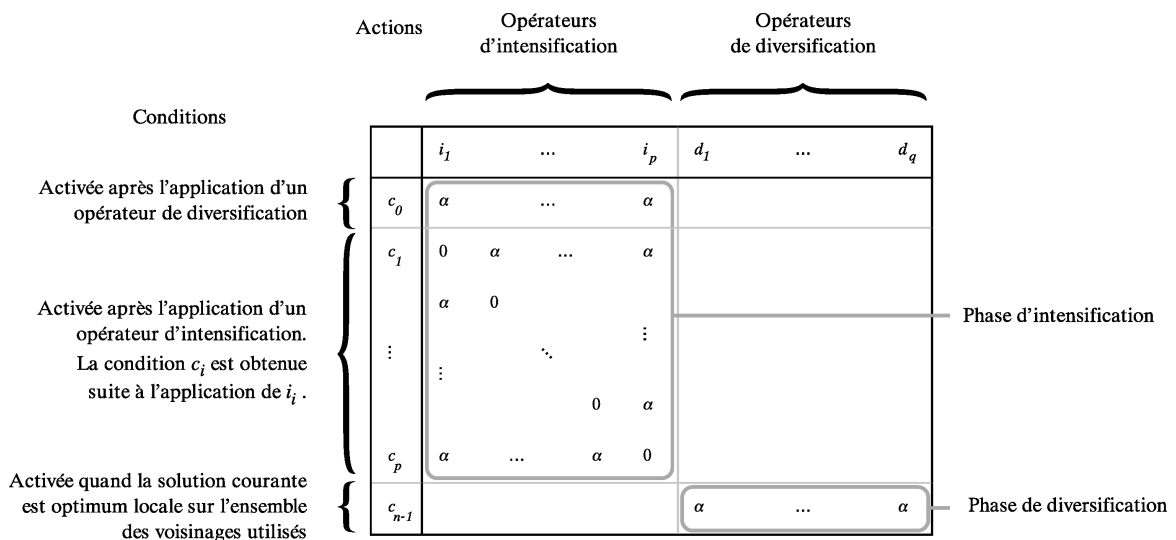 Actions
Opérateurs
d’intensification
Opérateurs
de diversification
Conditions
i1 ... ip d1 ... dq
Activée après l’application d’un
opérateur de diversification
c0 α ... α
c1 0 α ... α
α 0
Activée après l’application d’un
opérateur d’intensification.
La condition ci est obtenue
suite à l’application de ii .
⋮ ⋮ ⋱ ⋮
0 α
cp α ... α 0
Phase d’intensification
Activée quand la solution courante
est optimum locale sur l’ensemble
des voisinages utilisés
cn-1 α ... α
Phase de diversification